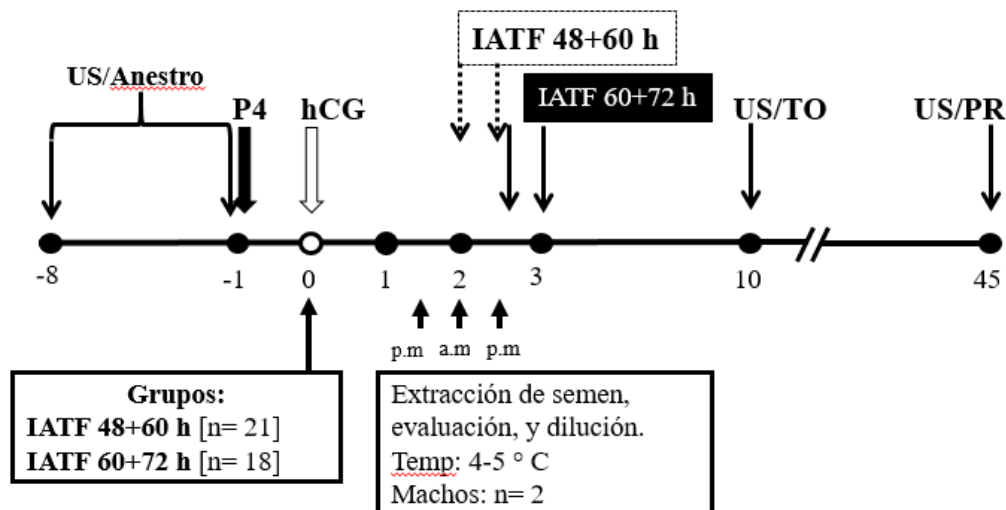 IATF 48+60 h
US/Anestro
IATF 60+72 h
P4
hCG
US/TO
US/PR
-8
-1
0
1
2
3
10
45
p.m
a.m
p.m
Grupos:
IATF 48+60 h [n= 21]
IATF 60+72 h [n= 18]
Extracción de semen,
evaluación, y dilución.
Temp: 4-5 ° C
Machos: n= 2